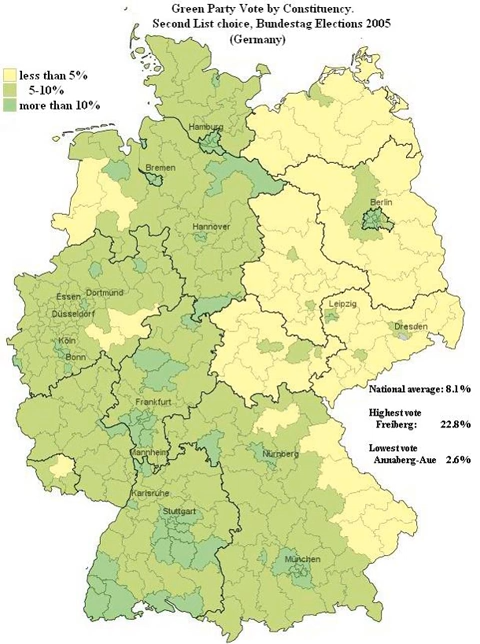 Green Party Vote by Constituency.
Second List choice, Bundestag Elections 2005
(Germany)
less than 5%
5-10%
more than 10%
Hamburg
Bremen
Berlin
Hannover
Essen Dortmund
Düsseldorf
Leipzig
Dresden
Köln
Bonn
National average: 8.1%
Frankfurt
Highest vote
Freiberg: 22.8%
Mannheim
Nürnberg
Lowest vote
Annaberg-Aue 2.6%
Karlsruhe
Stuttgart
München